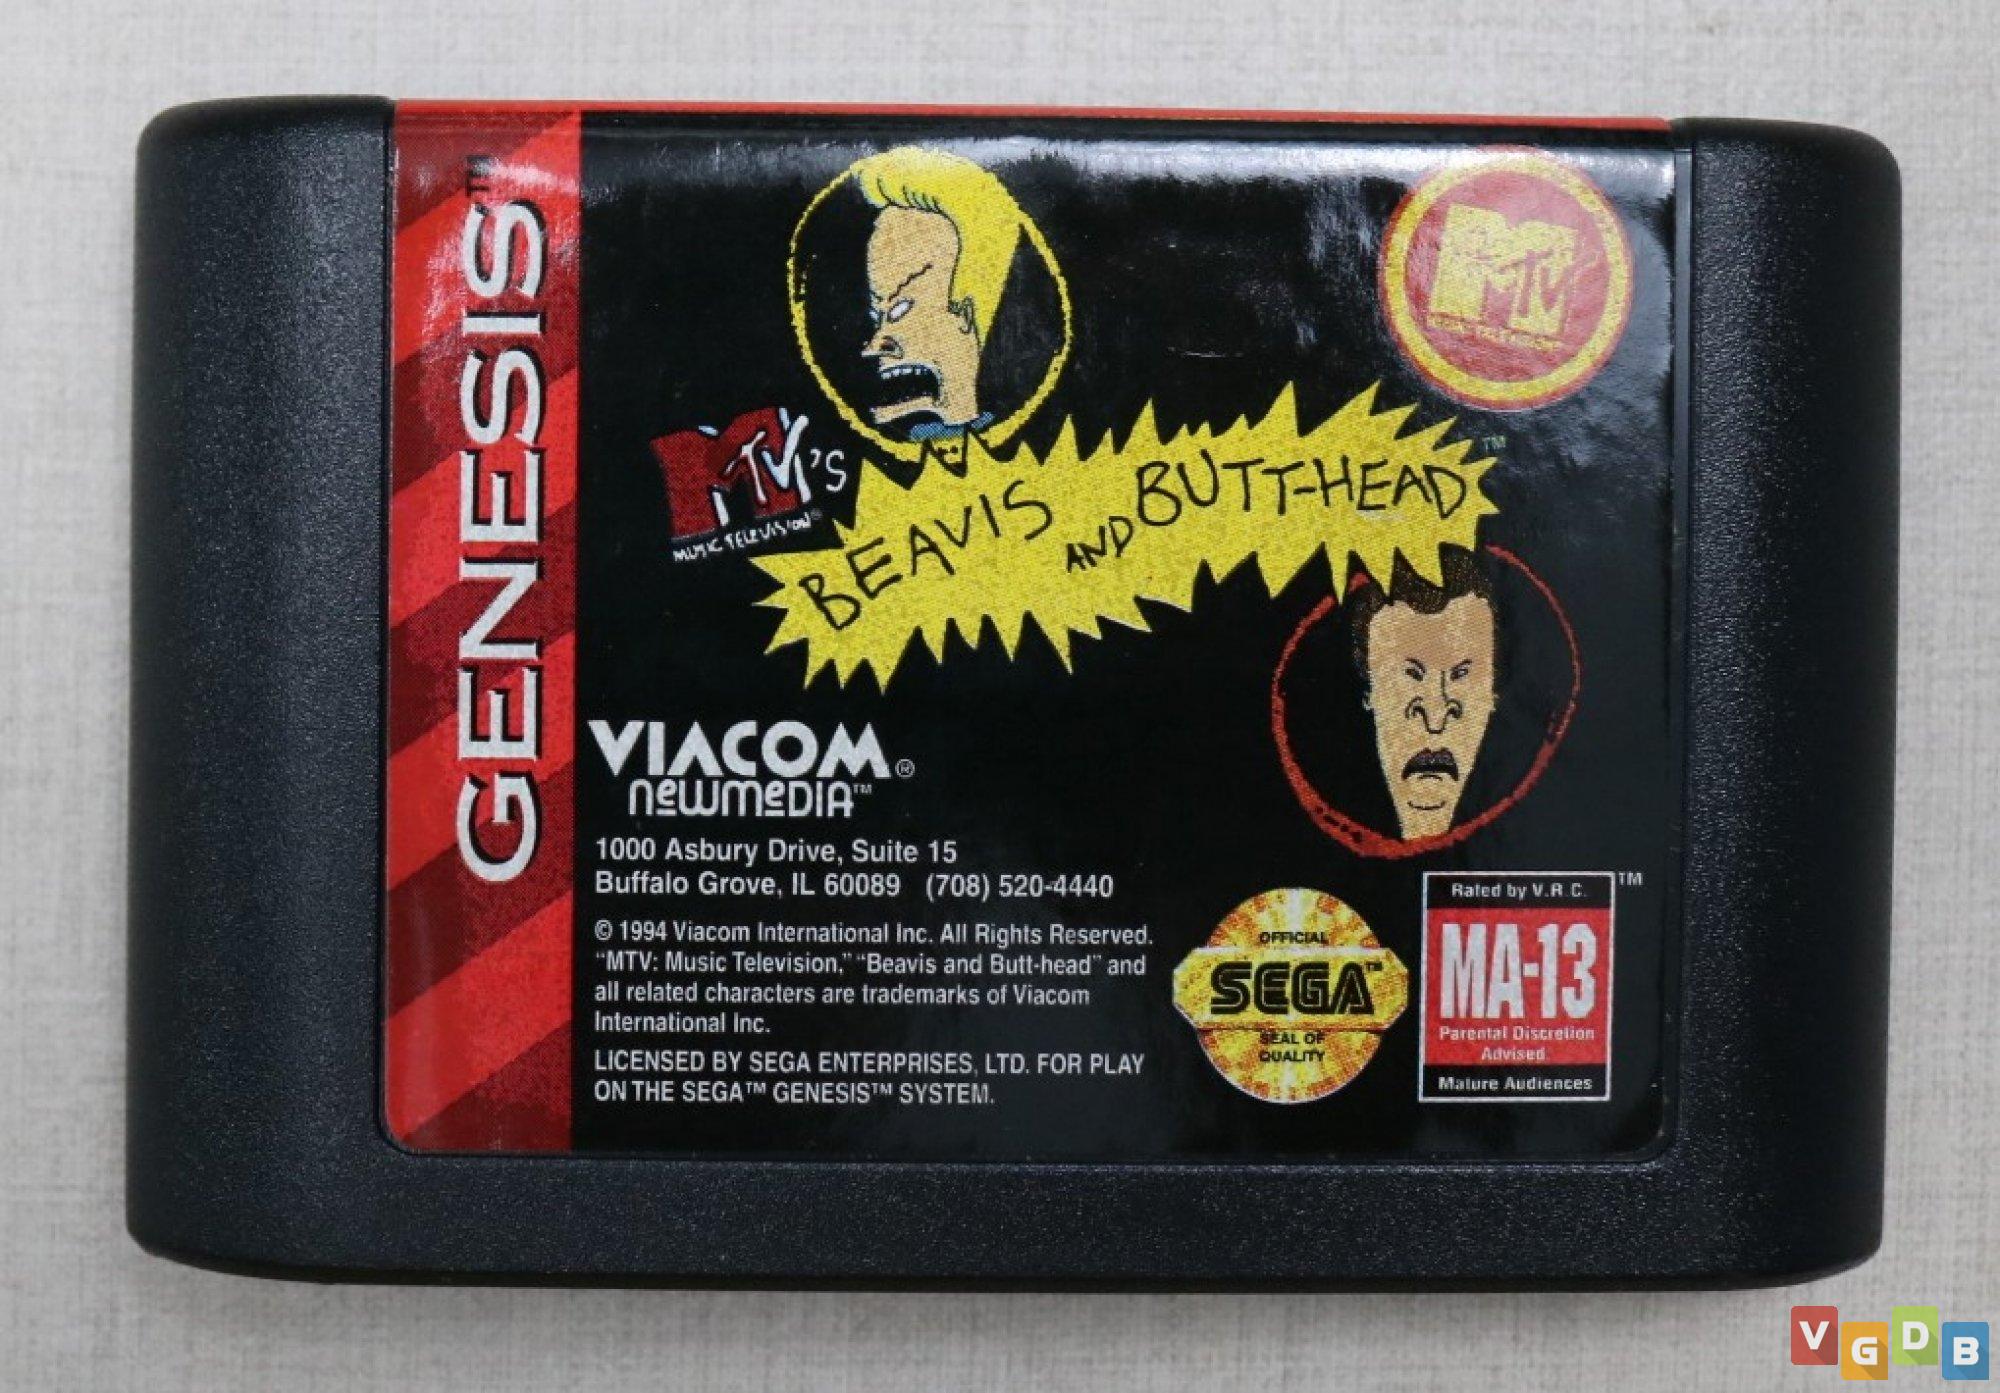 GENESIS™
MTV
MUSIC TELEVISION
MTV's
MUSIC TELEVISION®
BEAVIS AND BUTT-HEAD™
VIACOM®
newmedia™
1000 Asbury Drive, Suite 15
Buffalo Grove, IL 60089 (708) 520-4440
© 1994 Viacom International Inc. All Rights Reserved.
"MTV: Music Television," "Beavis and Butt-head" and
all related characters are trademarks of Viacom
International Inc.
LICENSED BY SEGA ENTERPRISES, LTD. FOR PLAY
ON THE SEGA™ GENESIS™ SYSTEM.
OFFICIAL
SEGA™
SEAL OF
QUALITY
Rated by V.R.C. ™
MA-13
Parental Discretion
Advised.
Mature Audiences
VGDB